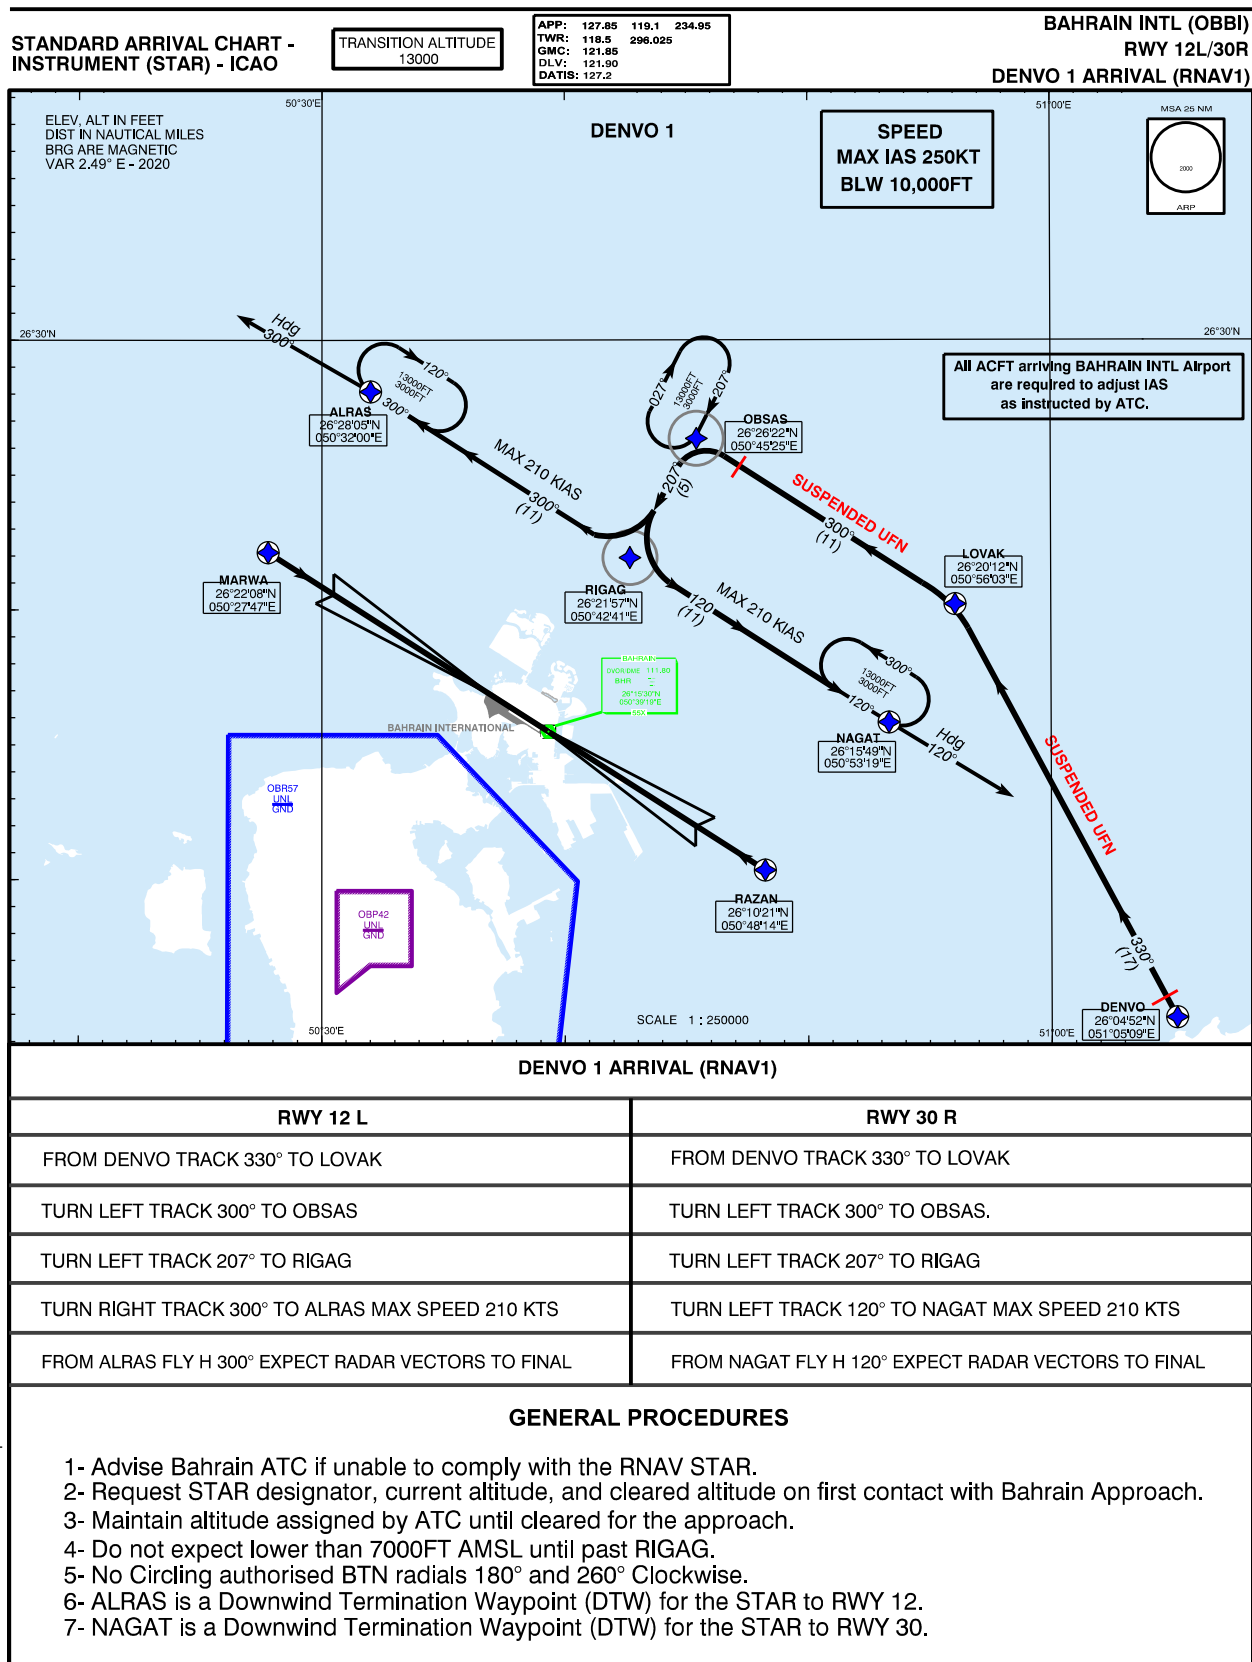 STANDARD ARRIVAL CHART -
INSTRUMENT (STAR) - ICAO
TRANSITION ALTITUDE
13000
APP: 127.85 119.1 234.95
TWR: 118.5 296.025
GMC: 121.85
DLV: 121.90
DATIS: 127.2
BAHRAIN INTL (OBBI)
RWY 12L/30R
DENVO 1 ARRIVAL (RNAV1)
50°30'E
51°00'E
ELEV, ALT IN FEET
DIST IN NAUTICAL MILES
BRG ARE MAGNETIC
VAR 2.49° E - 2020
DENVO 1
SPEED
MAX IAS 250KT
BLW 10,000FT
MSA 25 NM
2000
ARP
26°30'N
26°30'N
Hdg
300°
120°
13000FT
3000FT
300°
ALRAS
26°28'05"N
050°32'00"E
027°
13000FT
3000FT
207°
OBSAS
26°26'22"N
050°45'25"E
All ACFT arriving BAHRAIN INTL Airport
are required to adjust IAS
as instructed by ATC.
MAX 210 KIAS
300°
(11)
207°
(5)
SUSPENDED UFN
300°
(11)
LOVAK
26°20'12"N
050°56'03"E
MARWA
26°22'08"N
050°27'47"E
RIGAG
26°21'57"N
050°42'41"E
120
(11)
MAX 210 KIAS
300°
13000FT
3000FT
120°
BAHRAIN
DVOR/DME 111.80
BHR
26°15'30"N
050°39'19"E
55X
BAHRAIN INTERNATIONAL
NAGAT
26°15'49"N
050°53'19"E
Hdg
120°
SUSPENDED UFN
OBR57
UNL
GND
OBP42
UNL
GND
RAZAN
26°10'21"N
050°48'14"E
330°
(17)
DENVO
26°04'52"N
051°05'09"E
SCALE 1 : 250000
50°30'E
51°00'E
DENVO 1 ARRIVAL (RNAV1)
RWY 12 L
RWY 30 R
FROM DENVO TRACK 330° TO LOVAK
FROM DENVO TRACK 330° TO LOVAK
TURN LEFT TRACK 300° TO OBSAS
TURN LEFT TRACK 300° TO OBSAS.
TURN LEFT TRACK 207° TO RIGAG
TURN LEFT TRACK 207° TO RIGAG
TURN RIGHT TRACK 300° TO ALRAS MAX SPEED 210 KTS
TURN LEFT TRACK 120° TO NAGAT MAX SPEED 210 KTS
FROM ALRAS FLY H 300° EXPECT RADAR VECTORS TO FINAL
FROM NAGAT FLY H 120° EXPECT RADAR VECTORS TO FINAL
GENERAL PROCEDURES
1- Advise Bahrain ATC if unable to comply with the RNAV STAR.
2- Request STAR designator, current altitude, and cleared altitude on first contact with Bahrain Approach.
3- Maintain altitude assigned by ATC until cleared for the approach.
4- Do not expect lower than 7000FT AMSL until past RIGAG.
5- No Circling authorised BTN radials 180° and 260° Clockwise.
6- ALRAS is a Downwind Termination Waypoint (DTW) for the STAR to RWY 12.
7- NAGAT is a Downwind Termination Waypoint (DTW) for the STAR to RWY 30.